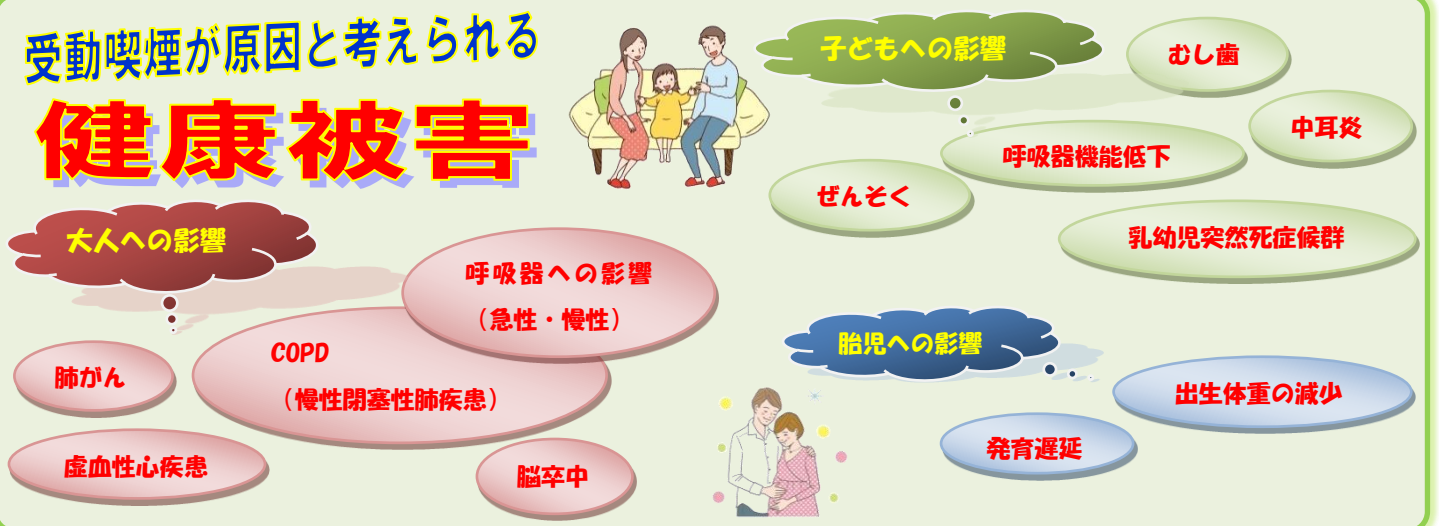 受動喫煙が原因と考えられる
健康被害
大人への影響
呼吸器への影響
（急性・慢性）
COPD
（慢性閉塞性肺疾患）
肺がん
虚血性心疾患
脳卒中
子どもへの影響
むし歯
中耳炎
呼吸器機能低下
ぜんそく
乳幼児突然死症候群
胎児への影響
出生体重の減少
発育遅延